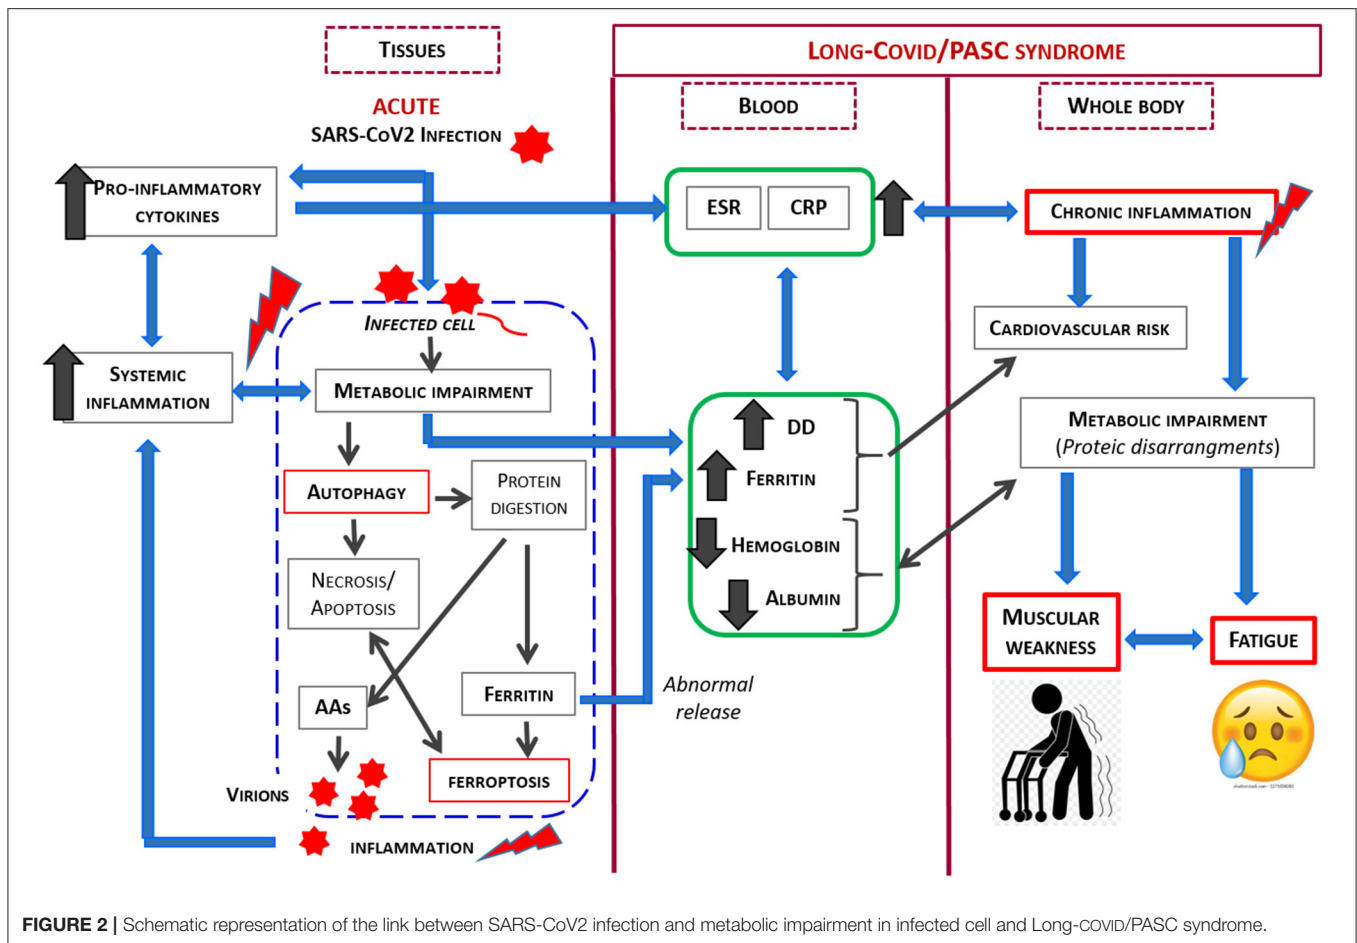 TISSUES
LONG-COVID/PASC SYNDROME
BLOOD
WHOLE BODY
ACUTE
SARS-COV2 INFECTION
PRO-INFLAMMATORY
CYTOKINES
ESR
CRP
CHRONIC INFLAMMATION
INFECTED CELL
CARDIOVASCULAR RISK
SYSTEMIC
INFLAMMATION
METABOLIC IMPAIRMENT
DD
METABOLIC IMPAIRMENT
(Proteic disarrangments)
AUTOPHAGY
PROTEIN
DIGESTION
FERRITIN
HEMOGLOBIN
NECROSIS/
APOPTOSIS
ALBUMIN
MUSCULAR
WEAKNESS
FATIGUE
AAs
FERRITIN
Abnormal
release
VIRIONS
FERROPTOSIS
INFLAMMATION
FIGURE 2 | Schematic representation of the link between SARS-CoV2 infection and metabolic impairment in infected cell and Long-COVID/PASC syndrome.